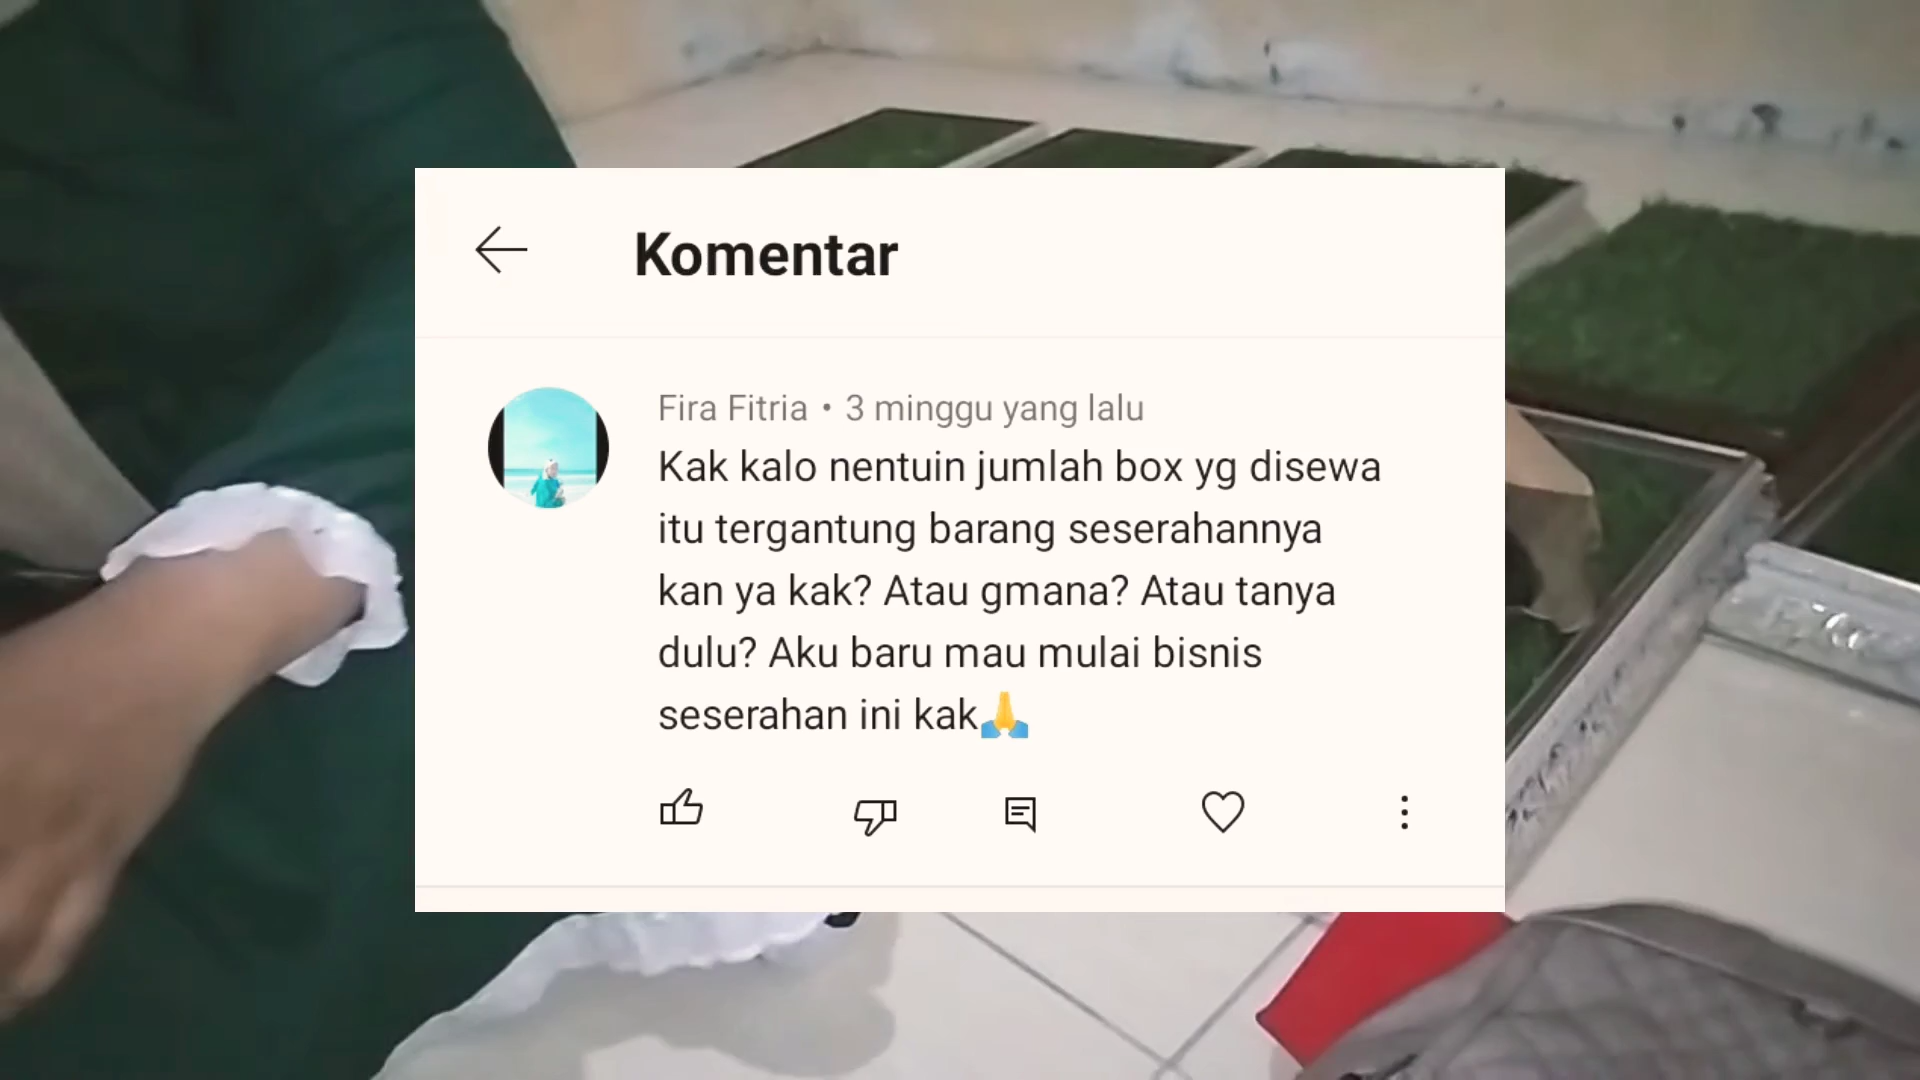 Komentar
Fira Fitria • 3 minggu yang lalu
Kak kalo nentuin jumlah box yg disewa
itu tergantung barang seserahannya
kan ya kak? Atau gmana? Atau tanya
dulu? Aku baru mau mulai bisnis
seserahan ini kak🙏